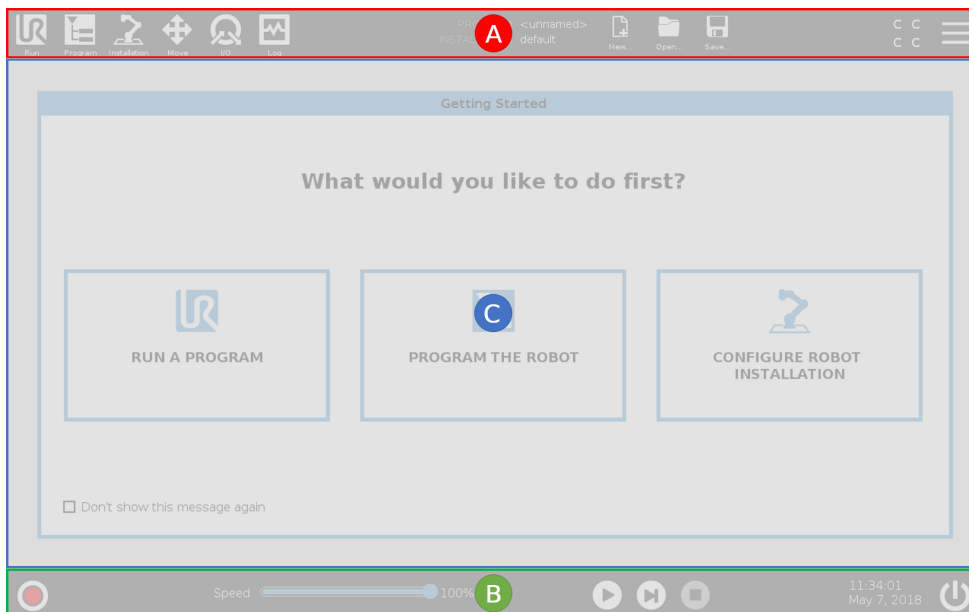 Run Program Installation Move I/O Log
A
<unnamed>
default
New... Open... Save...
C C
C C
Getting Started
What would you like to do first?
C
RUN A PROGRAM
PROGRAM THE ROBOT
CONFIGURE ROBOT
INSTALLATION
Don't show this message again
Speed 100%
B
11:34:01
May 7, 2018